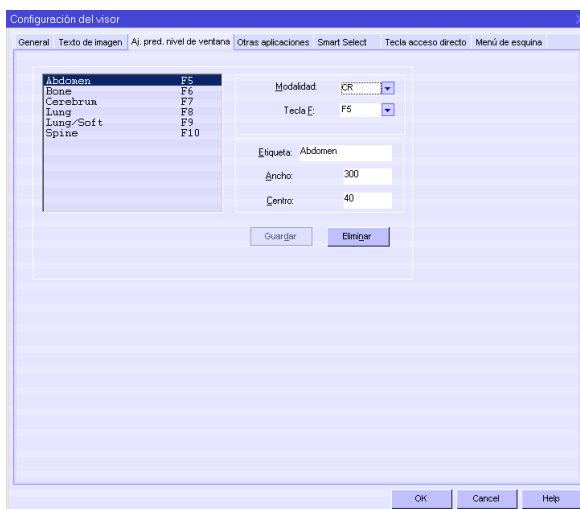 Configuración del visor
General Texto de imagen Aj. pred. nivel de ventana Otras aplicaciones Smart Select Tecla acceso directo Menú de esquina
Abdomen F5
Bone F6
Cerebrum F7
Lung F8
Lung/Soft F9
Spine F10
Modalidad: CR
Tecla F: F5
Etiqueta: Abdomen
Ancho: 300
Centro: 40
Guardar Eliminar
OK Cancel Help